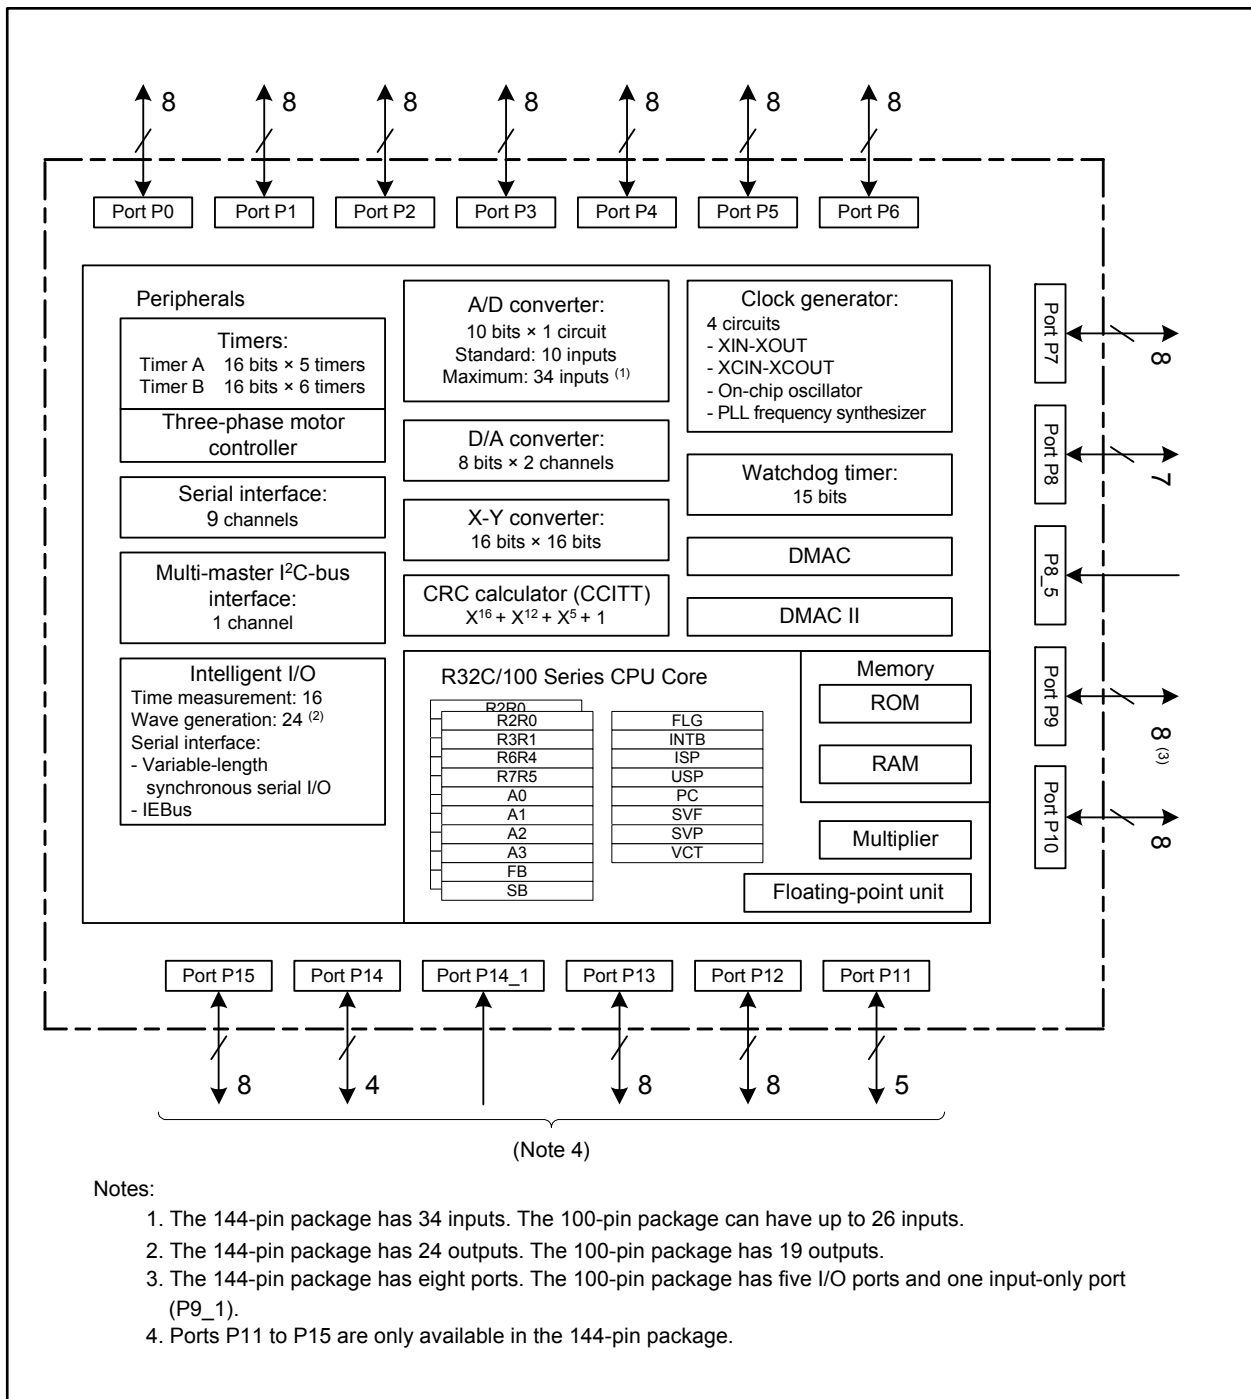 8 8 8 8 8 8 8
Port P0 Port P1 Port P2 Port P3 Port P4 Port P5 Port P6
Peripherals
Timers:
Timer A 16 bits × 5 timers
Timer B 16 bits × 6 timers
Three-phase motor
controller
Serial interface:
9 channels
Multi-master I²C-bus
interface:
1 channel
Intelligent I/O
Time measurement: 16
Wave generation: 24 (2)
Serial interface:
- Variable-length
synchronous serial I/O
- IEBus
A/D converter:
10 bits × 1 circuit
Standard: 10 inputs
Maximum: 34 inputs (1)
D/A converter:
8 bits × 2 channels
X-Y converter:
16 bits × 16 bits
CRC calculator (CCITT)
X¹⁶ + X¹² + X⁵ + 1
Clock generator:
4 circuits
- XIN-XOUT
- XCIN-XCOUT
- On-chip oscillator
- PLL frequency synthesizer
Watchdog timer:
15 bits
DMAC
DMAC II
R32C/100 Series CPU Core
R2R0
R2R0
R3R1
R6R4
R7R5
A0
A1
A2
A3
FB
SB
FLG
INTB
ISP
USP
PC
SVF
SVP
VCT
Memory
ROM
RAM
Multiplier
Floating-point unit
Port P7
8
Port P8
7
P8_5
Port P9
8 (3)
Port P10
8
Port P15 Port P14 Port P14_1 Port P13 Port P12 Port P11
8 4 8 8 5
(Note 4)
Notes:
1. The 144-pin package has 34 inputs. The 100-pin package can have up to 26 inputs.
2. The 144-pin package has 24 outputs. The 100-pin package has 19 outputs.
3. The 144-pin package has eight ports. The 100-pin package has five I/O ports and one input-only port
(P9_1).
4. Ports P11 to P15 are only available in the 144-pin package.